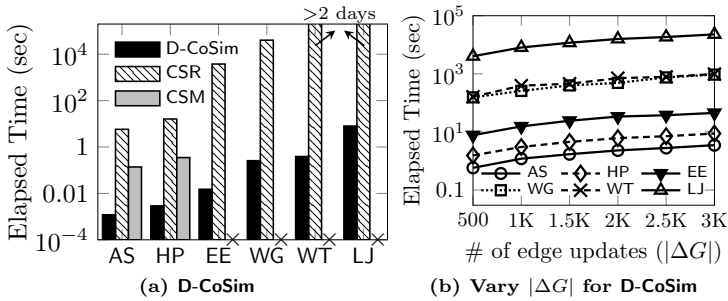 >2 days
Elapsed Time (sec)
10^4
10^2
1
0.01
10^−4
D-CoSim
CSR
CSM
AS HP EE WG WT LJ
(a) D-CoSim
Elapsed Time (sec)
10^5
10^3
10^1
0.1
AS HP EE
WG WT LJ
500 1K 1.5K 2K 2.5K 3K
# of edge updates (|ΔG|)
(b) Vary |ΔG| for D-CoSim